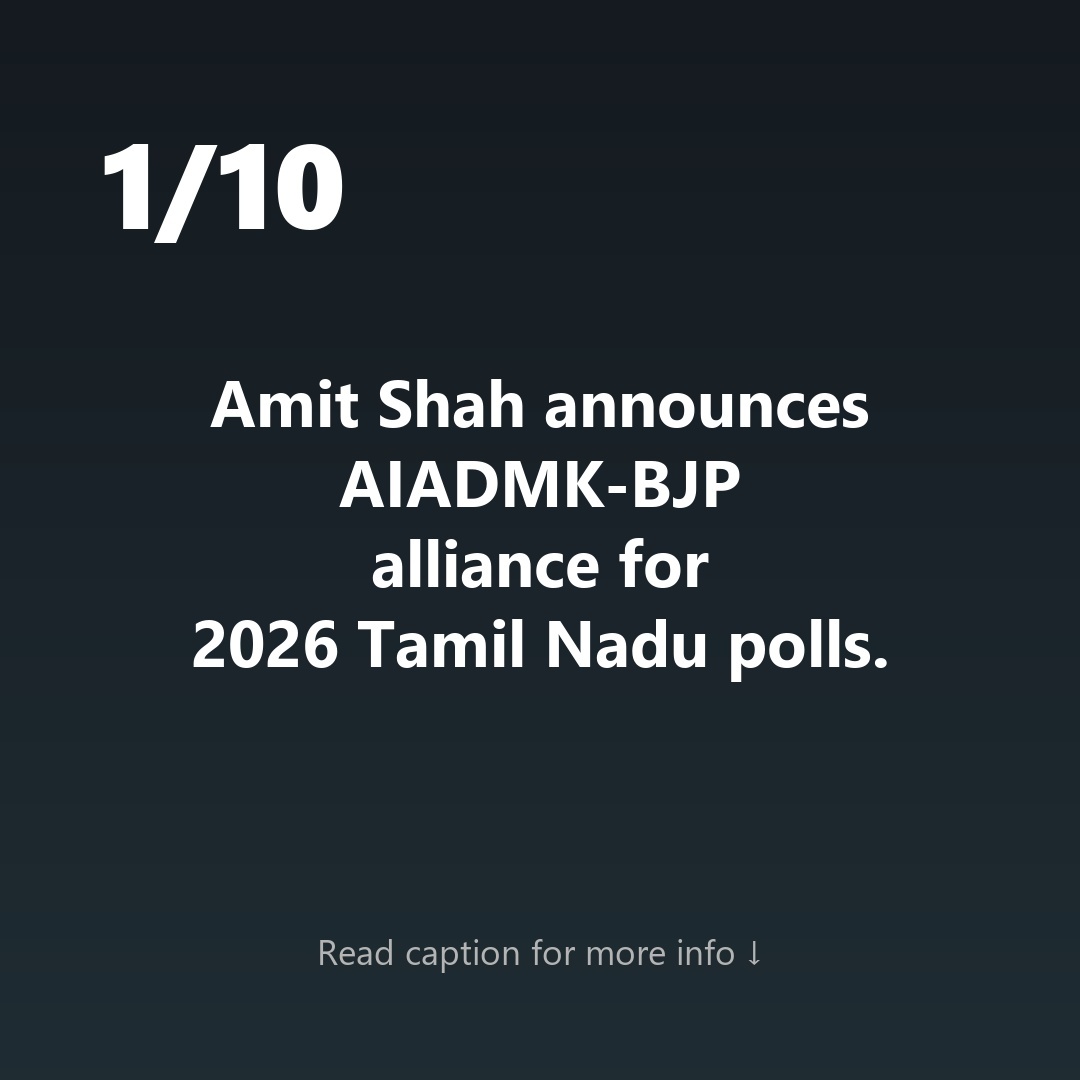 1/10
Amit Shah announces
AIADMK-BJP
alliance for
2026 Tamil Nadu polls.
Read caption for more info ↓